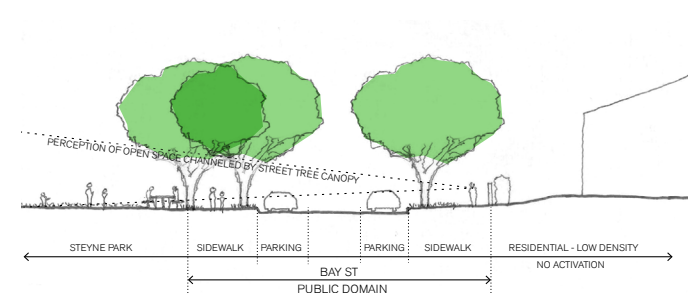 PERCEPTION OF OPEN SPACE CHANNELED BY STREET TREE CANOPY
STEYNE PARK
SIDEWALK
PARKING
PARKING
SIDEWALK
RESIDENTIAL - LOW DENSITY
NO ACTIVATION
BAY ST
PUBLIC DOMAIN